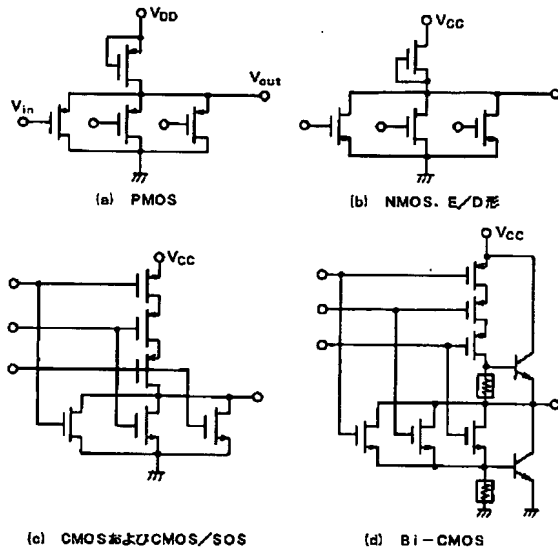 VDD
Vout
Vin
(a) PMOS
VCC
(b) NMOS、E/D形
VCC
(c) CMOSおよびCMOS/SOS
VCC
(d) Bi-CMOS